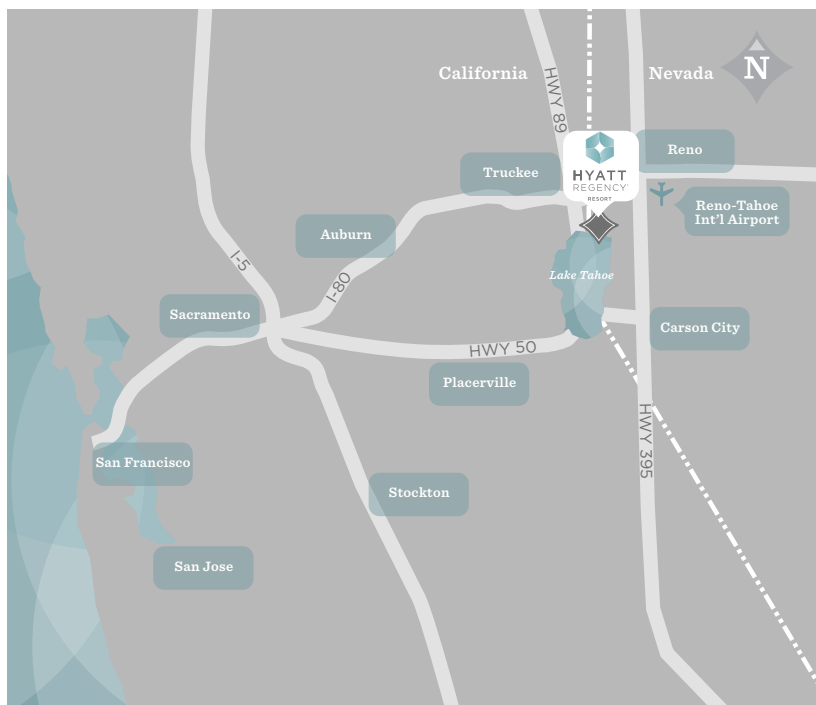 California
Nevada
N
HWY 89
Reno
HYATT
REGENCY
RESORT
Truckee
Reno-Tahoe
Int'l Airport
Auburn
I-5
I-80
Lake Tahoe
Sacramento
Carson City
HWY 50
Placerville
HWY 395
San Francisco
Stockton
San Jose